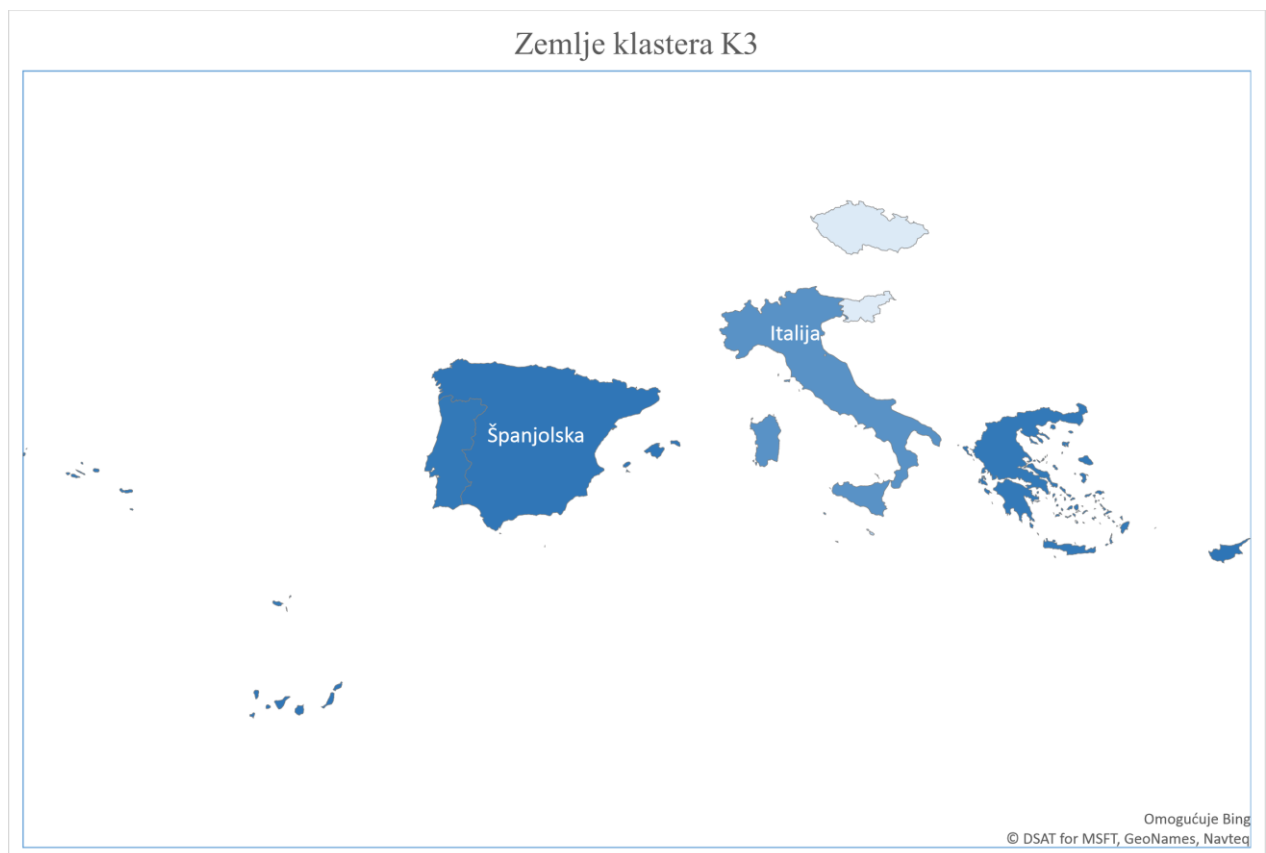 Zemlje klastera K3
Italija
Španjolska
Omogućuje Bing
© DSAT for MSFT, GeoNames, Navteq